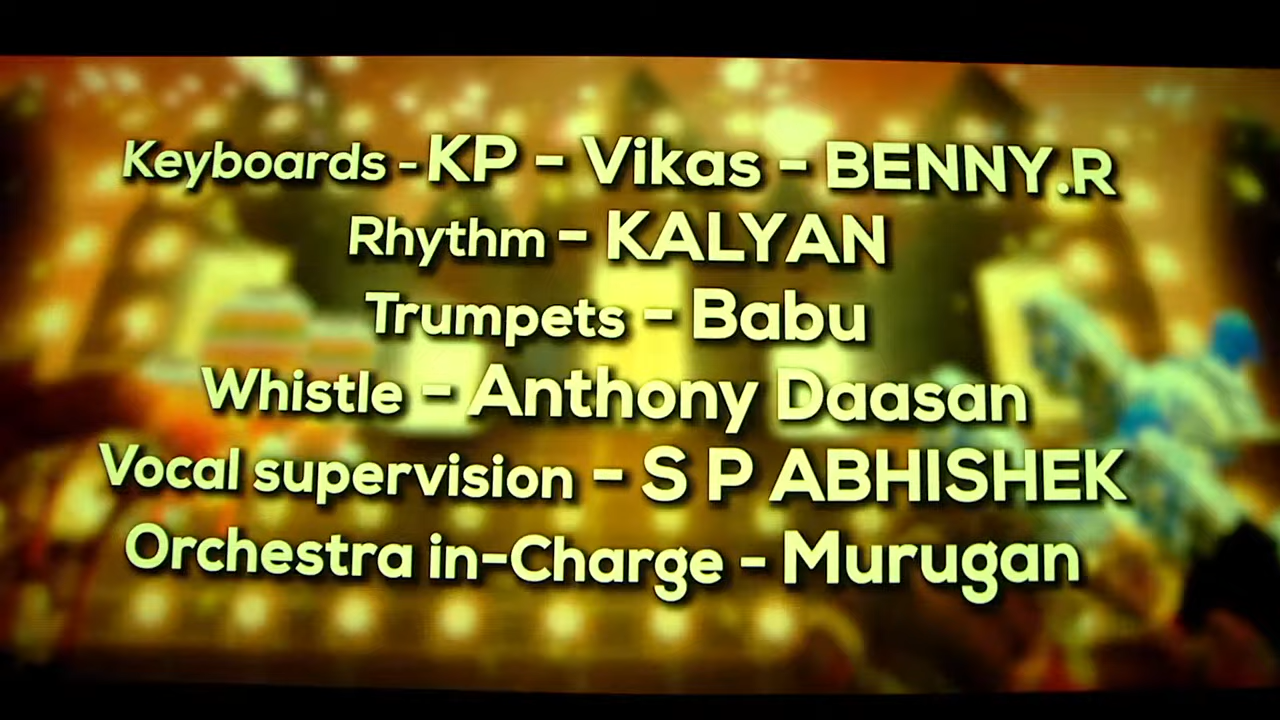 Keyboards - KP - Vikas - BENNY.R
Rhythm - KALYAN
Trumpets - Babu
Whistle - Anthony Daasan
Vocal supervision - S P ABHISHEK
Orchestra in-Charge - Murugan